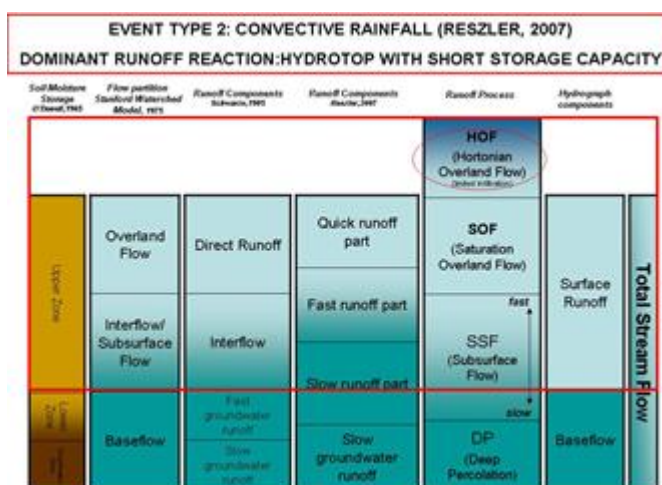 EVENT TYPE 2: CONVECTIVE RAINFALL (RESZLER, 2007)
DOMINANT RUNOFF REACTION:HYDROTOP WITH SHORT STORAGE CAPACITY
Soil Moisture
Storage
Flow partition
Stanford Watershed
Model,
Runoff Components
Runoff Components
Reszler, 2007
Runoff Process
Hydrograph
components
Upper Zone
Lower
Zone
Overland
Flow
Interflow/
Subsurface
Flow
Baseflow
Direct Runoff
Interflow
Fast
groundwater
runoff
Slow
groundwater
runoff
Quick runoff
part
Fast runoff part
Slow runoff part
Slow
groundwater
runoff
HOF
(Hortonian
Overland Flow)
SOF
(Saturation
Overland Flow)
fast
SSF
(Subsurface
Flow)
slow
DP
(Deep
Percolation)
Surface
Runoff
Baseflow
Total Stream Flow